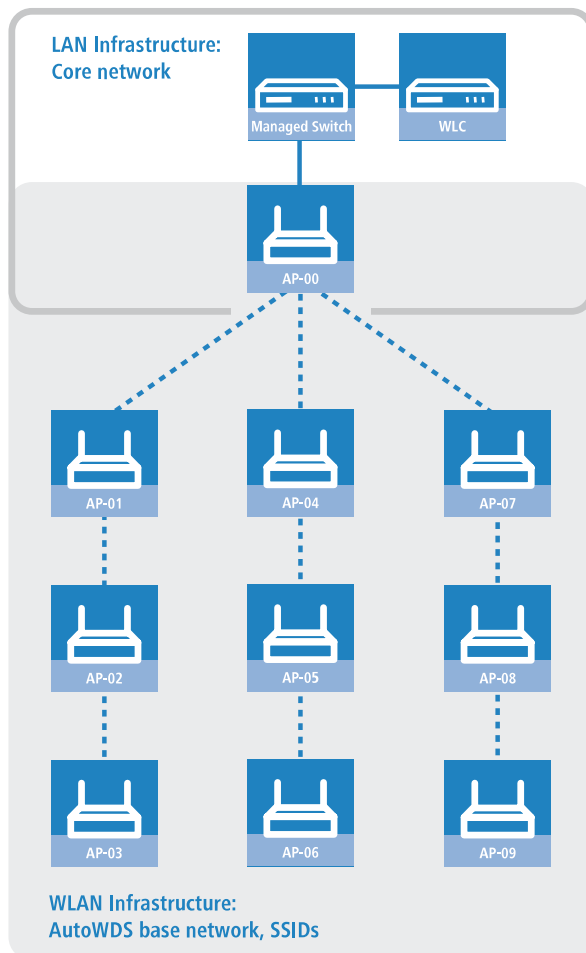 LAN Infrastructure:
Core network
Managed Switch
WLC
AP-00
AP-01
AP-04
AP-07
AP-02
AP-05
AP-08
AP-03
AP-06
AP-09
WLAN Infrastructure:
AutoWDS base network, SSIDs